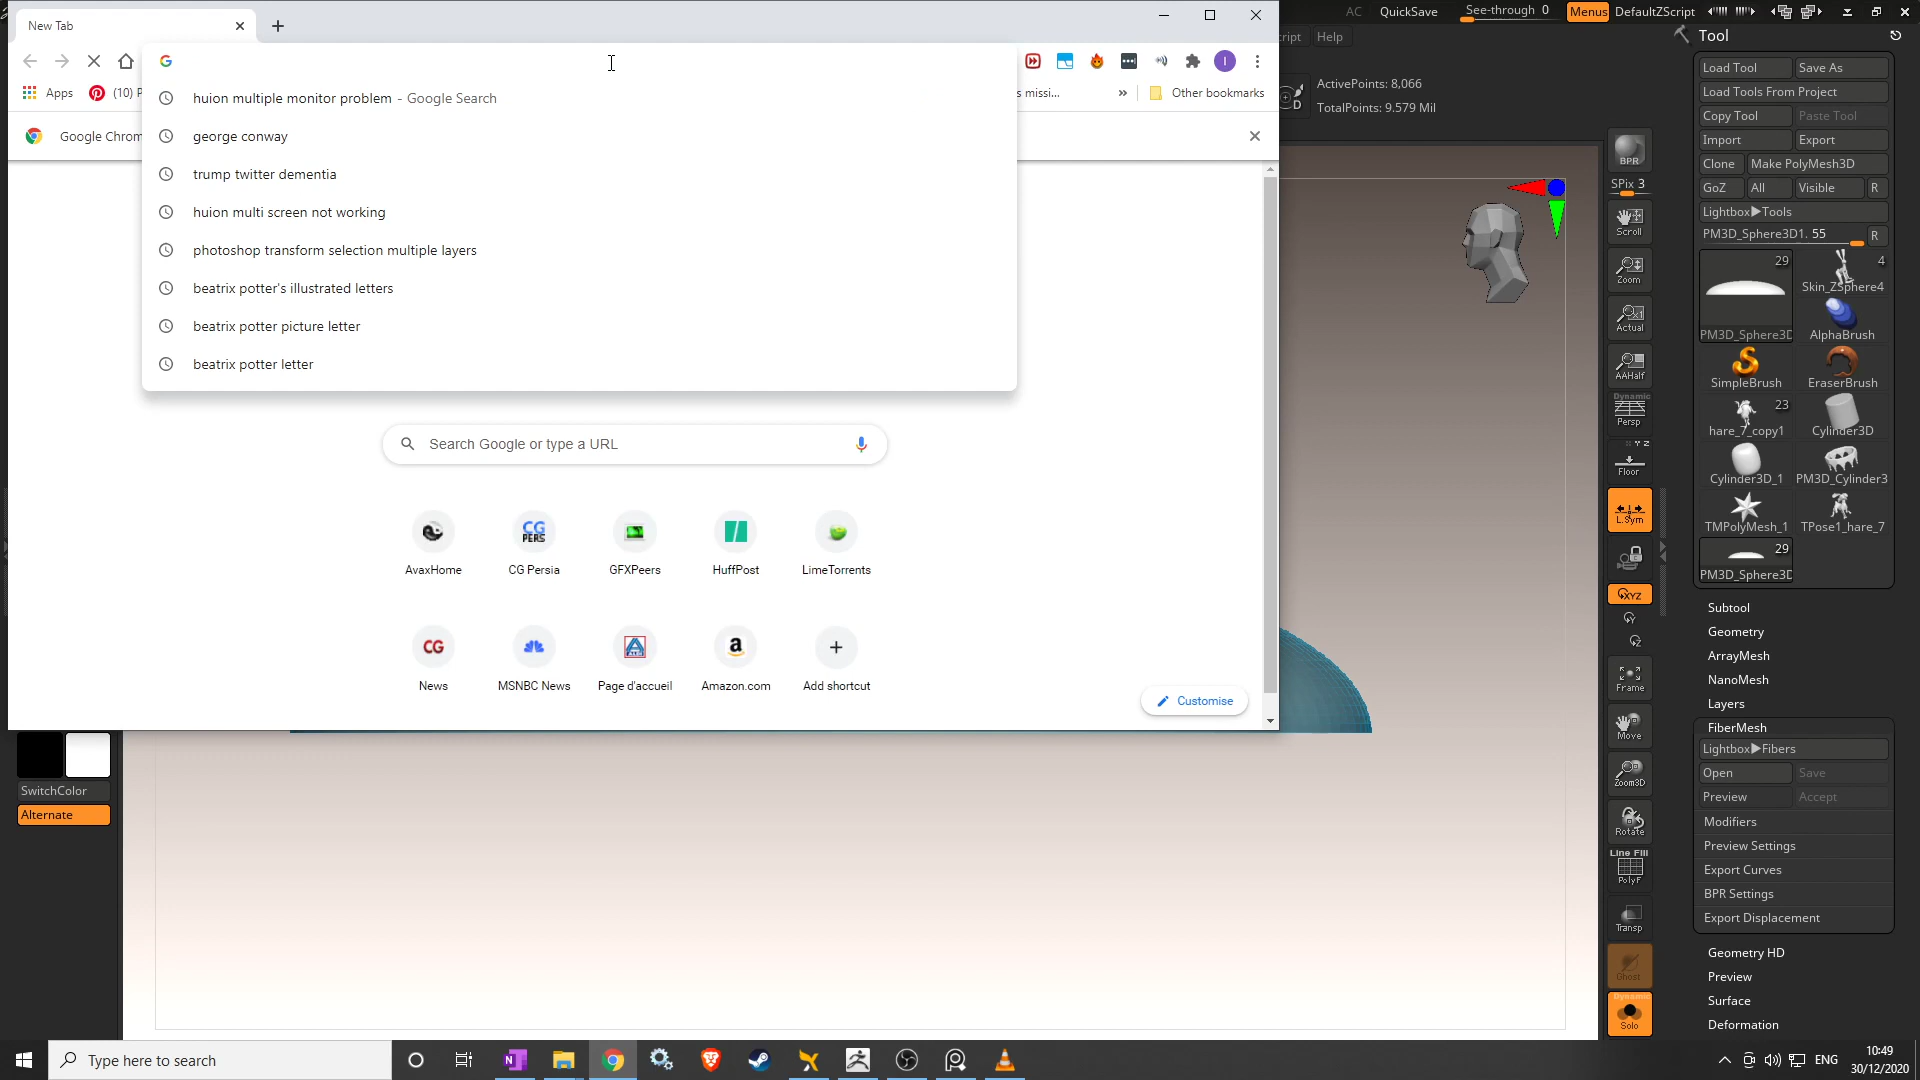 New Tab
AC
QuickSave
See-through 0
Menus
DefaultZScript
cript
Help
Tool
Apps
(10) P
s missi...
»
Other bookmarks
ActivePoints: 8,066
TotalPoints: 9.579 Mil
Google Chrom
huion multiple monitor problem - Google Search
george conway
trump twitter dementia
huion multi screen not working
photoshop transform selection multiple layers
beatrix potter's illustrated letters
beatrix potter picture letter
beatrix potter letter
Search Google or type a URL
AvaxHome
CG Persia
GFXPeers
HuffPost
LimeTorrents
News
MSNBC News
Page d'accueil
Amazon.com
Add shortcut
Customise
SwitchColor
Alternate
BPR
SPix 3
Scroll
Zoom
Actual
AAHalf
Dynamic
Persp
Floor
L.Sym
XYZ
Frame
Move
Zoom3D
Rotate
Line Fill
PolyF
Transp
Ghost
Dynamic
Solo
Load Tool
Save As
Load Tools From Project
Copy Tool
Paste Tool
Import
Export
Clone
Make PolyMesh3D
GoZ
All
Visible
R
Lightbox▶Tools
PM3D_Sphere3D1. 55
R
29
4
PM3D_Sphere3D
Skin_ZSphere4
AlphaBrush
SimpleBrush
EraserBrush
23
hare_7_copy1
Cylinder3D
Cylinder3D_1
PM3D_Cylinder3
TMPolyMesh_1
TPose1_hare_7
29
PM3D_Sphere3D
Subtool
Geometry
ArrayMesh
NanoMesh
Layers
FiberMesh
Lightbox▶Fibers
Open
Save
Preview
Accept
Modifiers
Preview Settings
Export Curves
BPR Settings
Export Displacement
Geometry HD
Preview
Surface
Deformation
Type here to search
ENG
10:49
30/12/2020